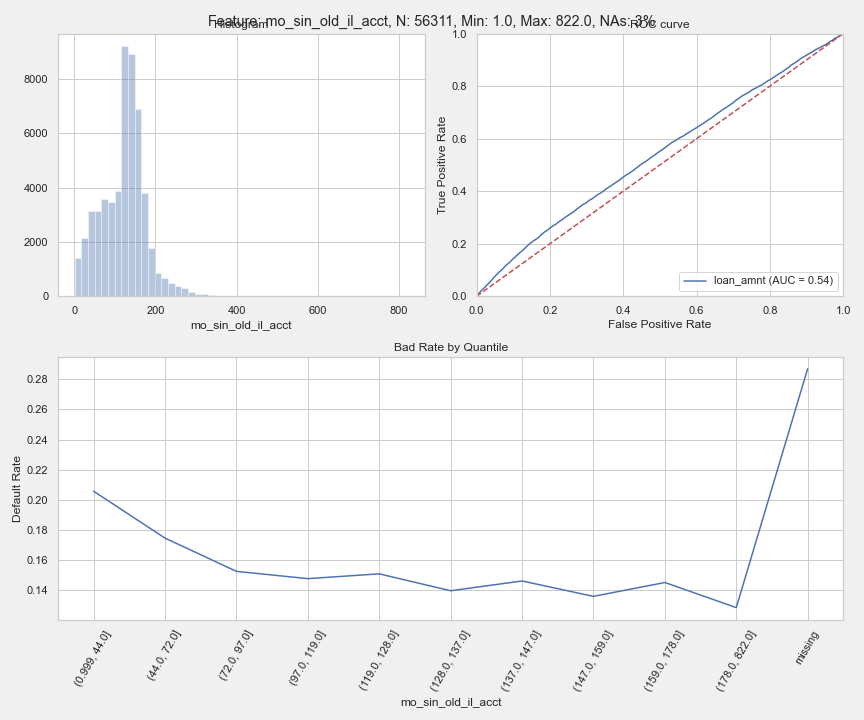 Feature: mo_sin_old_il_acct, N: 56311, Min: 1.0, Max: 822.0, NAs: 3%
Histogram
ROC curve
8000
6000
4000
2000
0
0 200 400 600 800
mo_sin_old_il_acct
True Positive Rate
1.0
0.8
0.6
0.4
0.2
0.0
loan_amnt (AUC = 0.54)
0.0 0.2 0.4 0.6 0.8 1.0
False Positive Rate
Bad Rate by Quantile
Default Rate
0.28
0.26
0.24
0.22
0.20
0.18
0.16
0.14
(0.999, 44.0]
(44.0, 72.0]
(72.0, 97.0]
(97.0, 119.0]
(119.0, 128.0]
(128.0, 137.0]
(137.0, 147.0]
(147.0, 159.0]
(159.0, 178.0]
(178.0, 822.0]
missing
mo_sin_old_il_acct